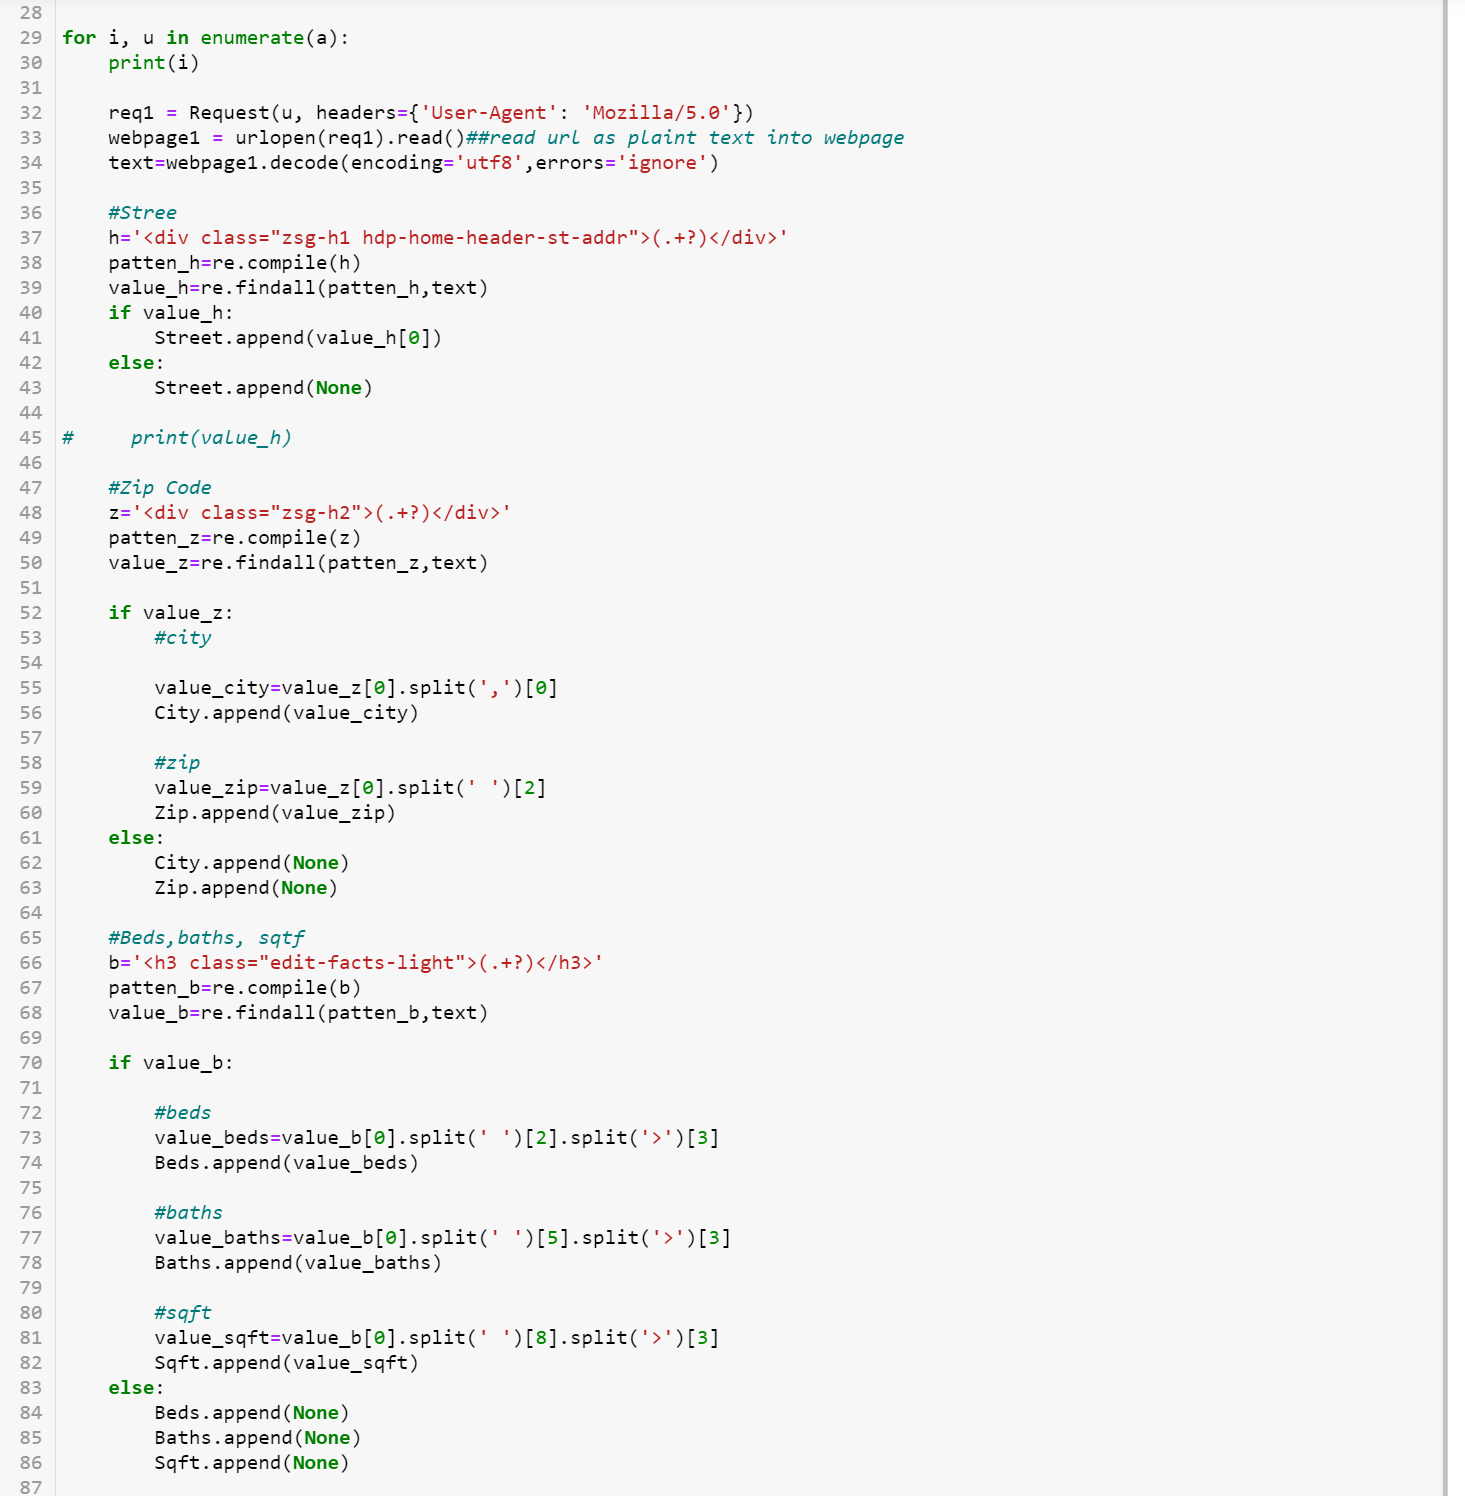 28
29 for i, u in enumerate(a):
30     print(i)
31
32     req1 = Request(u, headers={'User-Agent': 'Mozilla/5.0'})
33     webpage1 = urlopen(req1).read()##read url as plaint text into webpage
34     text=webpage1.decode(encoding='utf8',errors='ignore')
35
36     #Stree
37     h='<div class="zsg-h1 hdp-home-header-st-addr">(.+?)</div>'
38     patten_h=re.compile(h)
39     value_h=re.findall(patten_h,text)
40     if value_h:
41         Street.append(value_h[0])
42     else:
43         Street.append(None)
44
45 #     print(value_h)
46
47     #Zip Code
48     z='<div class="zsg-h2">(.+?)</div>'
49     patten_z=re.compile(z)
50     value_z=re.findall(patten_z,text)
51
52     if value_z:
53         #city
54
55         value_city=value_z[0].split(',')[0]
56         City.append(value_city)
57
58         #zip
59         value_zip=value_z[0].split(' ')[2]
60         Zip.append(value_zip)
61     else:
62         City.append(None)
63         Zip.append(None)
64
65     #Beds,baths, sqtf
66     b='<h3 class="edit-facts-light">(.+?)</h3>'
67     patten_b=re.compile(b)
68     value_b=re.findall(patten_b,text)
69
70     if value_b:
71
72         #beds
73         value_beds=value_b[0].split(' ')[2].split('>')[3]
74         Beds.append(value_beds)
75
76         #baths
77         value_baths=value_b[0].split(' ')[5].split('>')[3]
78         Baths.append(value_baths)
79
80         #sqft
81         value_sqft=value_b[0].split(' ')[8].split('>')[3]
82         Sqft.append(value_sqft)
83     else:
84         Beds.append(None)
85         Baths.append(None)
86         Sqft.append(None)
87